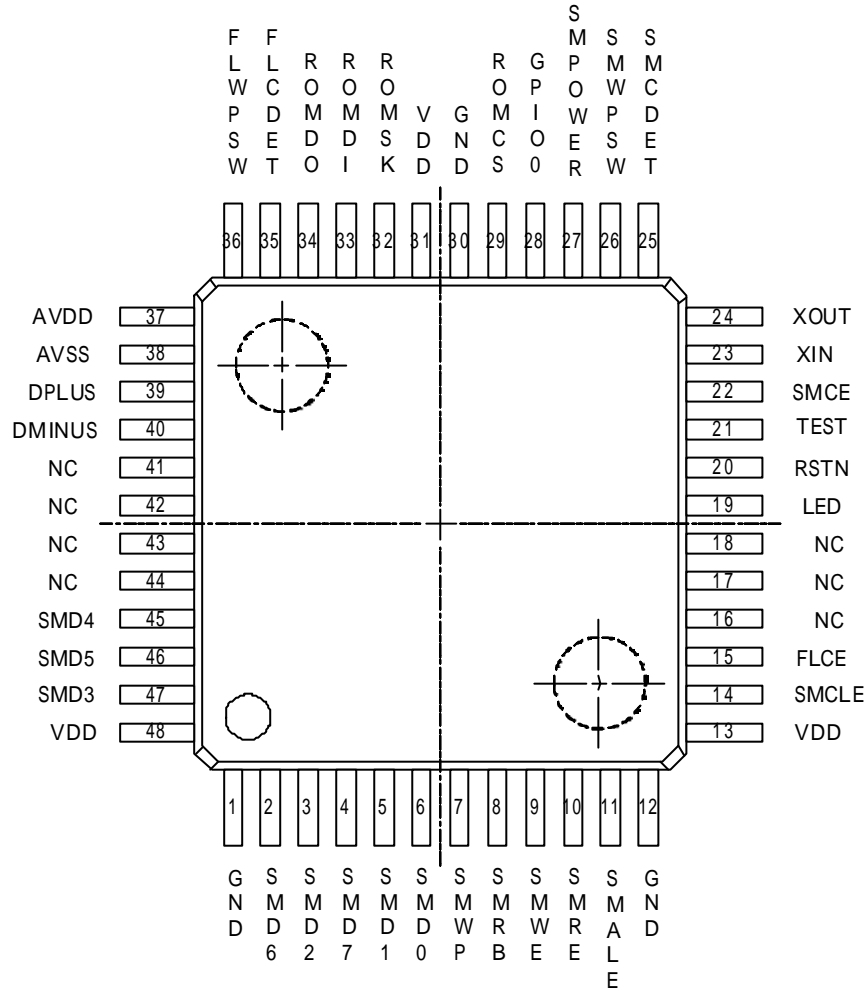 FLWPSW
FLCDET
ROMDO
ROMDI
ROMSK
VDD
GND
ROMCS
GPIO0
SMPOWER
SMWPSW
SMCDET
36 35 34 33 32 31 30 29 28 27 26 25
AVDD 37 24 XOUT
AVSS 38 23 XIN
DPLUS 39 22 SMCE
DMINUS 40 21 TEST
NC 41 20 RSTN
NC 42 19 LED
NC 43 18 NC
NC 44 17 NC
SMD4 45 16 NC
SMD5 46 15 FLCE
SMD3 47 14 SMCLE
VDD 48 13 VDD
1 2 3 4 5 6 7 8 9 10 11 12
GND
SMD6
SMD2
SMD7
SMD1
SMD0
SMWP
SMRB
SMWE
SMRE
SMALE
GND